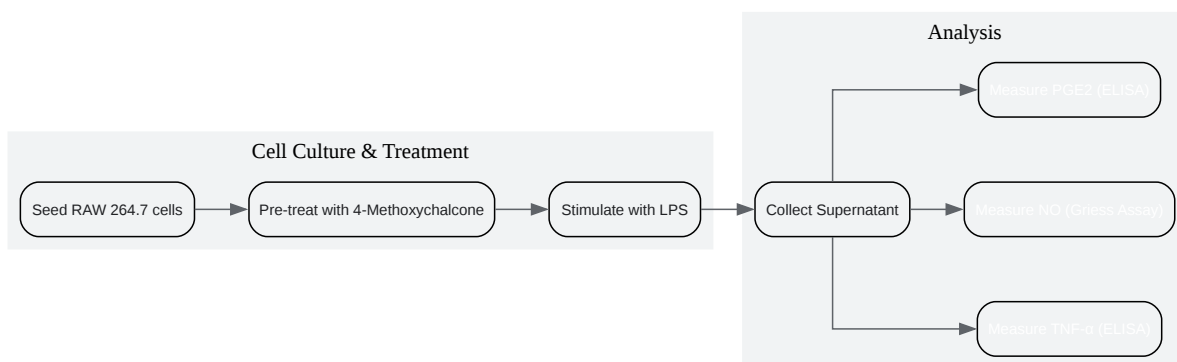 Analysis
Measure PGE2 (ELISA)
Cell Culture & Treatment
Seed RAW 264.7 cells
Pre-treat with 4-Methoxychalcone
Stimulate with LPS
Collect Supernatant
Measure NO (Griess Assay)
Measure TNF-α (ELISA)